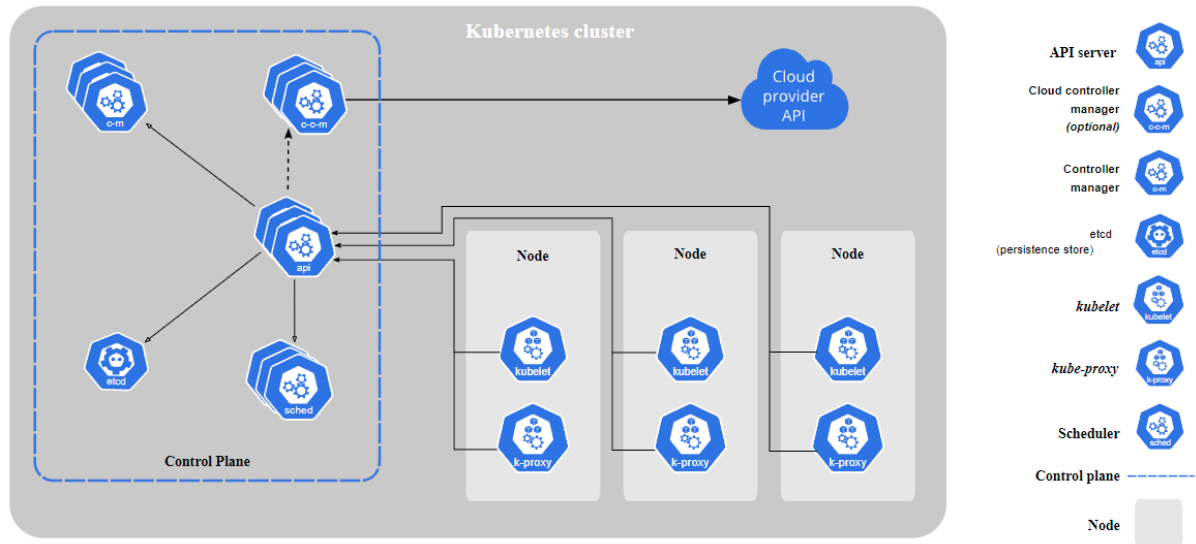 Kubernetes cluster
c-m
c-c-m
Cloud
provider
API
api
etcd
sched
Control Plane
Node
Node
Node
kubelet
kubelet
kubelet
k-proxy
k-proxy
k-proxy
API server
api
Cloud controller
manager
(optional)
c-c-m
Controller
manager
c-m
etcd
(persistence store)
etcd
kubelet
kubelet
kube-proxy
k-proxy
Scheduler
sched
Control plane
Node